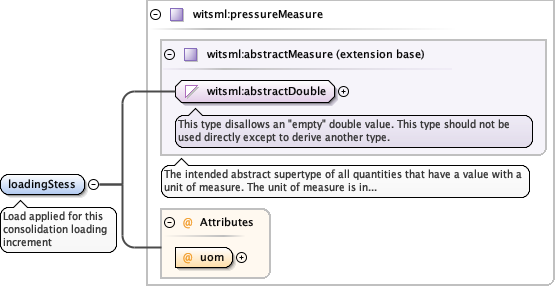 witsml:pressureMeasure
witsml:abstractMeasure (extension base)
witsml:abstractDouble
This type disallows an "empty" double value. This type should not be
used directly except to derive another type.
The intended abstract supertype of all quantities that have a value with a
unit of measure. The unit of measure is in...
loadingStess
Load applied for this
consolidation loading
increment
@ Attributes
@ uom